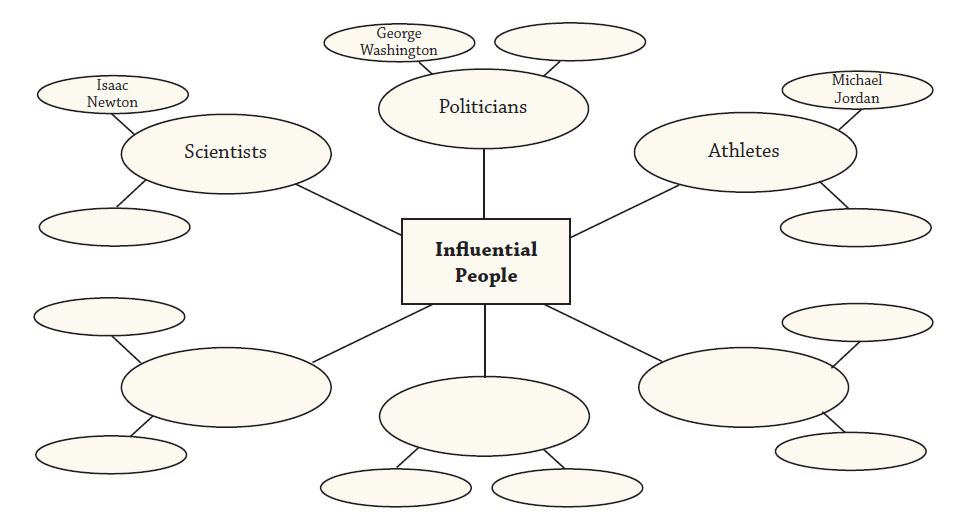 George
Washington
Isaac
Newton
Michael
Jordan
Politicians
Scientists
Athletes
Influential
People